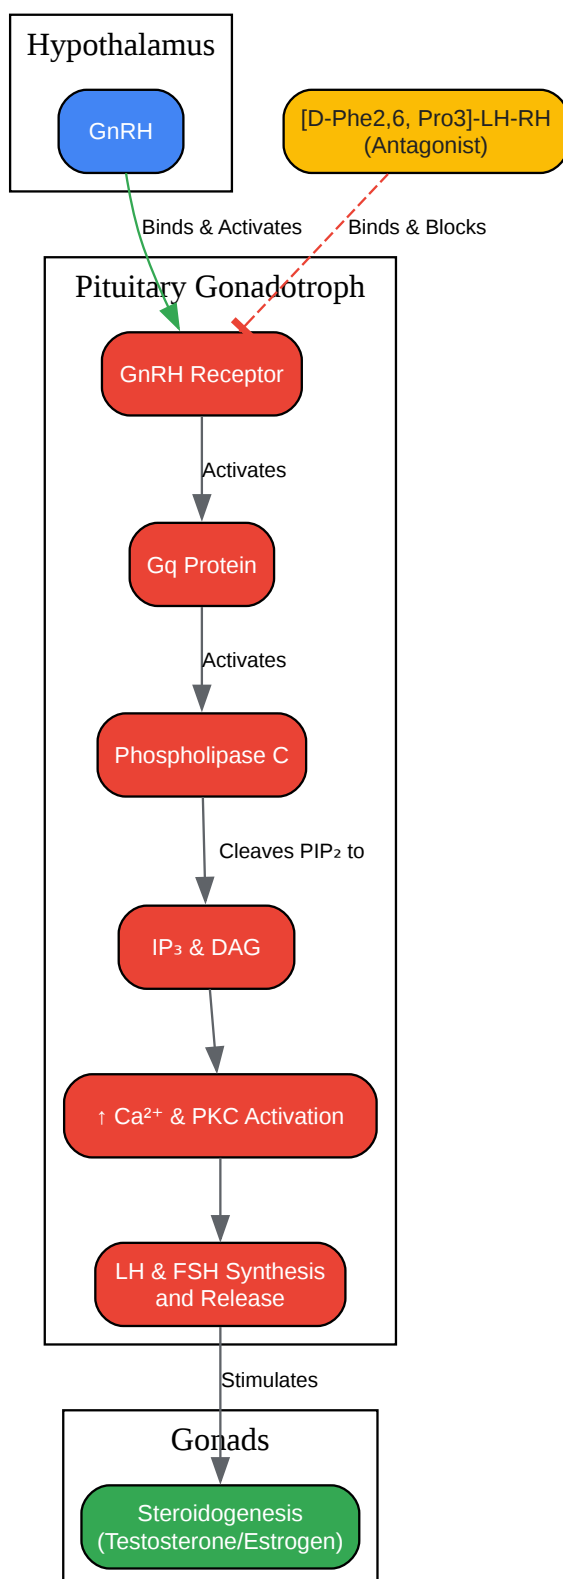 Hypothalamus
GnRH
[D-Phe2,6, Pro3]-LH-RH
(Antagonist)
Binds & Activates
Binds & Blocks
Pituitary Gonadotroph
GnRH Receptor
Activates
Gq Protein
Activates
Phospholipase C
Cleaves PIP₂ to
IP₃ & DAG
↑ Ca²⁺ & PKC Activation
LH & FSH Synthesis
and Release
Stimulates
Gonads
Steroidogenesis
(Testosterone/Estrogen)